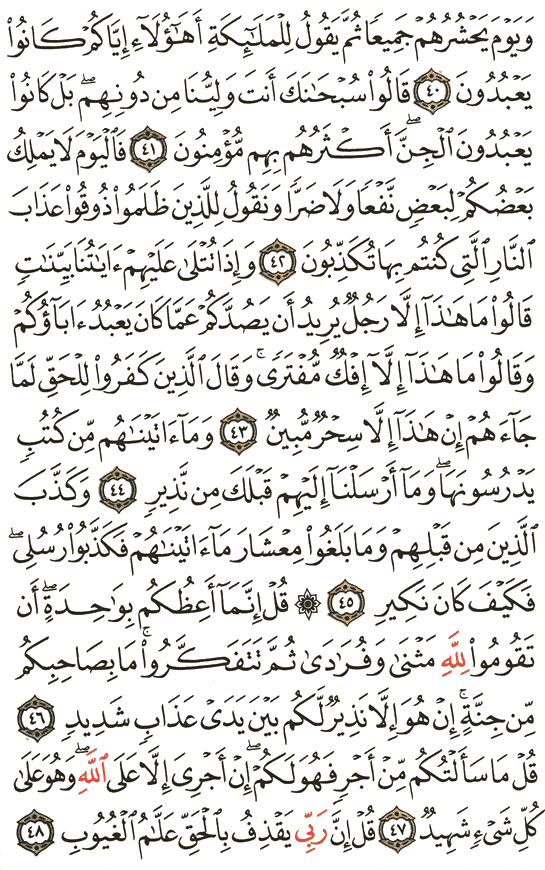 وَيَوْمَ يَحْشُرُهُمْ جَمِيعًا ثُمَّ يَقُولُ لِلْمَلَـٰٓئِكَةِ أَهَـٰٓؤُلَآءِ إِيَّاكُمْ كَانُوا۟
يَعْبُدُونَ ٤٠ قَالُوا۟ سُبْحَـٰنَكَ أَنتَ وَلِيُّنَا مِن دُونِهِم ۖ بَلْ كَانُوا۟
يَعْبُدُونَ ٱلْجِنَّ ۖ أَكْثَرُهُم بِهِم مُّؤْمِنُونَ ٤١ فَٱلْيَوْمَ لَا يَمْلِكُ
بَعْضُكُمْ لِبَعْضٍ نَّفْعًا وَلَا ضَرًّا وَنَقُولُ لِلَّذِينَ ظَلَمُوا۟ ذُوقُوا۟ عَذَابَ
ٱلنَّارِ ٱلَّتِى كُنتُم بِهَا تُكَذِّبُونَ ٤٢ وَإِذَا تُتْلَىٰ عَلَيْهِمْ ءَايَـٰتُنَا بَيِّنَـٰتٍ
قَالُوا۟ مَا هَـٰذَآ إِلَّا رَجُلٌ يُرِيدُ أَن يَصُدَّكُمْ عَمَّا كَانَ يَعْبُدُ ءَابَآؤُكُمْ
وَقَالُوا۟ مَا هَـٰذَآ إِلَّآ إِفْكٌ مُّفْتَرًى ۚ وَقَالَ ٱلَّذِينَ كَفَرُوا۟ لِلْحَقِّ لَمَّا
جَآءَهُمْ إِنْ هَـٰذَآ إِلَّا سِحْرٌ مُّبِينٌ ٤٣ وَمَآ ءَاتَيْنَـٰهُم مِّن كُتُبٍ
يَدْرُسُونَهَا ۖ وَمَآ أَرْسَلْنَآ إِلَيْهِمْ قَبْلَكَ مِن نَّذِيرٍ ٤٤ وَكَذَّبَ
ٱلَّذِينَ مِن قَبْلِهِمْ وَمَا بَلَغُوا۟ مِعْشَارَ مَآ ءَاتَيْنَـٰهُمْ فَكَذَّبُوا۟ رُسُلِى ۖ
فَكَيْفَ كَانَ نَكِيرِ ٤٥ ۞ قُلْ إِنَّمَآ أَعِظُكُم بِوَٰحِدَةٍ ۖ أَن
تَقُومُوا۟ لِلَّهِ مَثْنَىٰ وَفُرَٰدَىٰ ثُمَّ تَتَفَكَّرُوا۟ ۚ مَا بِصَاحِبِكُم
مِّن جِنَّةٍ ۚ إِنْ هُوَ إِلَّا نَذِيرٌ لَّكُم بَيْنَ يَدَىْ عَذَابٍ شَدِيدٍ ٤٦
قُلْ مَا سَأَلْتُكُم مِّنْ أَجْرٍ فَهُوَ لَكُمْ ۖ إِنْ أَجْرِىَ إِلَّا عَلَى ٱللَّهِ ۖ وَهُوَ عَلَىٰ
كُلِّ شَىْءٍ شَهِيدٌ ٤٧ قُلْ إِنَّ رَبِّى يَقْذِفُ بِٱلْحَقِّ عَلَّـٰمُ ٱلْغُيُوبِ ٤٨